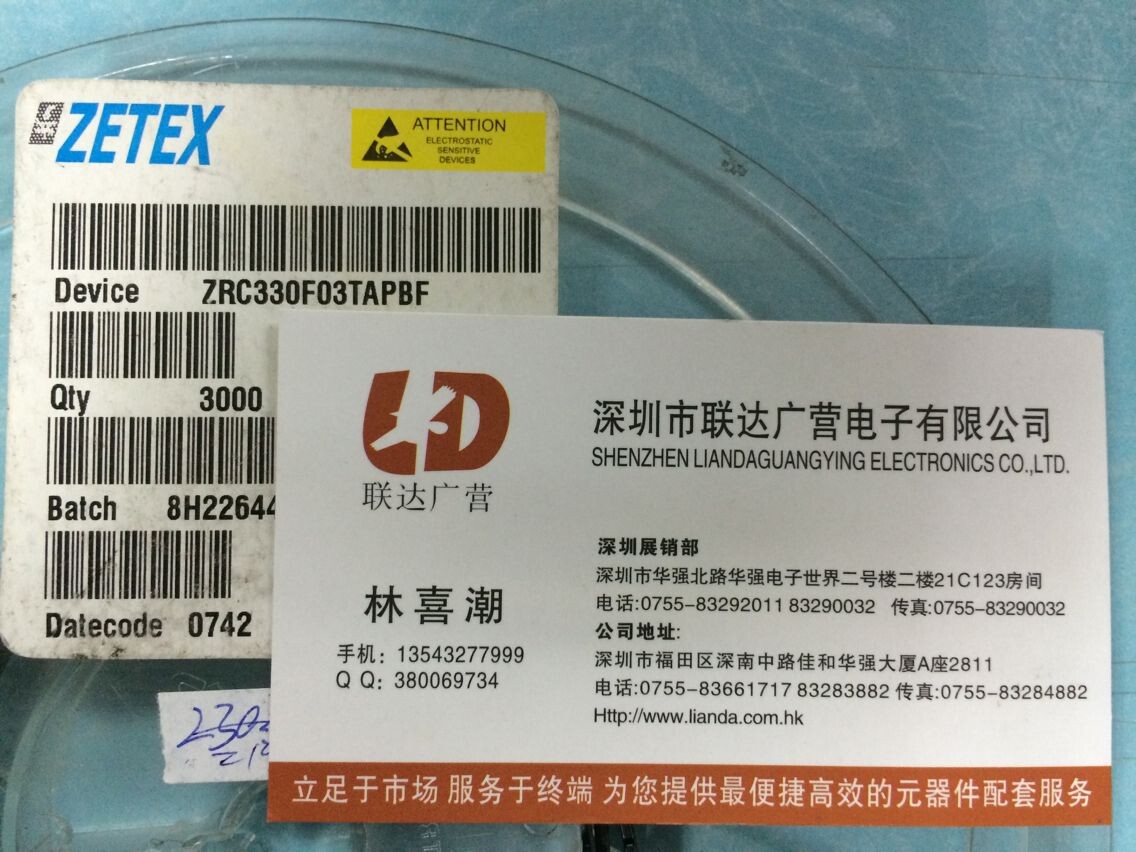 ZETEX
ATTENTION
ELECTROSTATIC
SENSITIVE
DEVICES
Device ZRC330F03TAPBF
Qty 3000
Batch 8H22644
Datecode 0742
联达广营
林喜潮
手机：13543277999
Q Q：380069734
深圳市联达广营电子有限公司
SHENZHEN LIANDAGUANGYING ELECTRONICS CO.,LTD.
深圳展销部
深圳市华强北路华强电子世界二号楼二楼21C123房间
电话:0755-83292011 83290032 传真:0755-83290032
公司地址:
深圳市福田区深南中路佳和华强大厦A座2811
电话:0755-83661717 83283882 传真:0755-83284882
Http://www.lianda.com.hk
立足于市场 服务于终端 为您提供最便捷高效的元器件配套服务